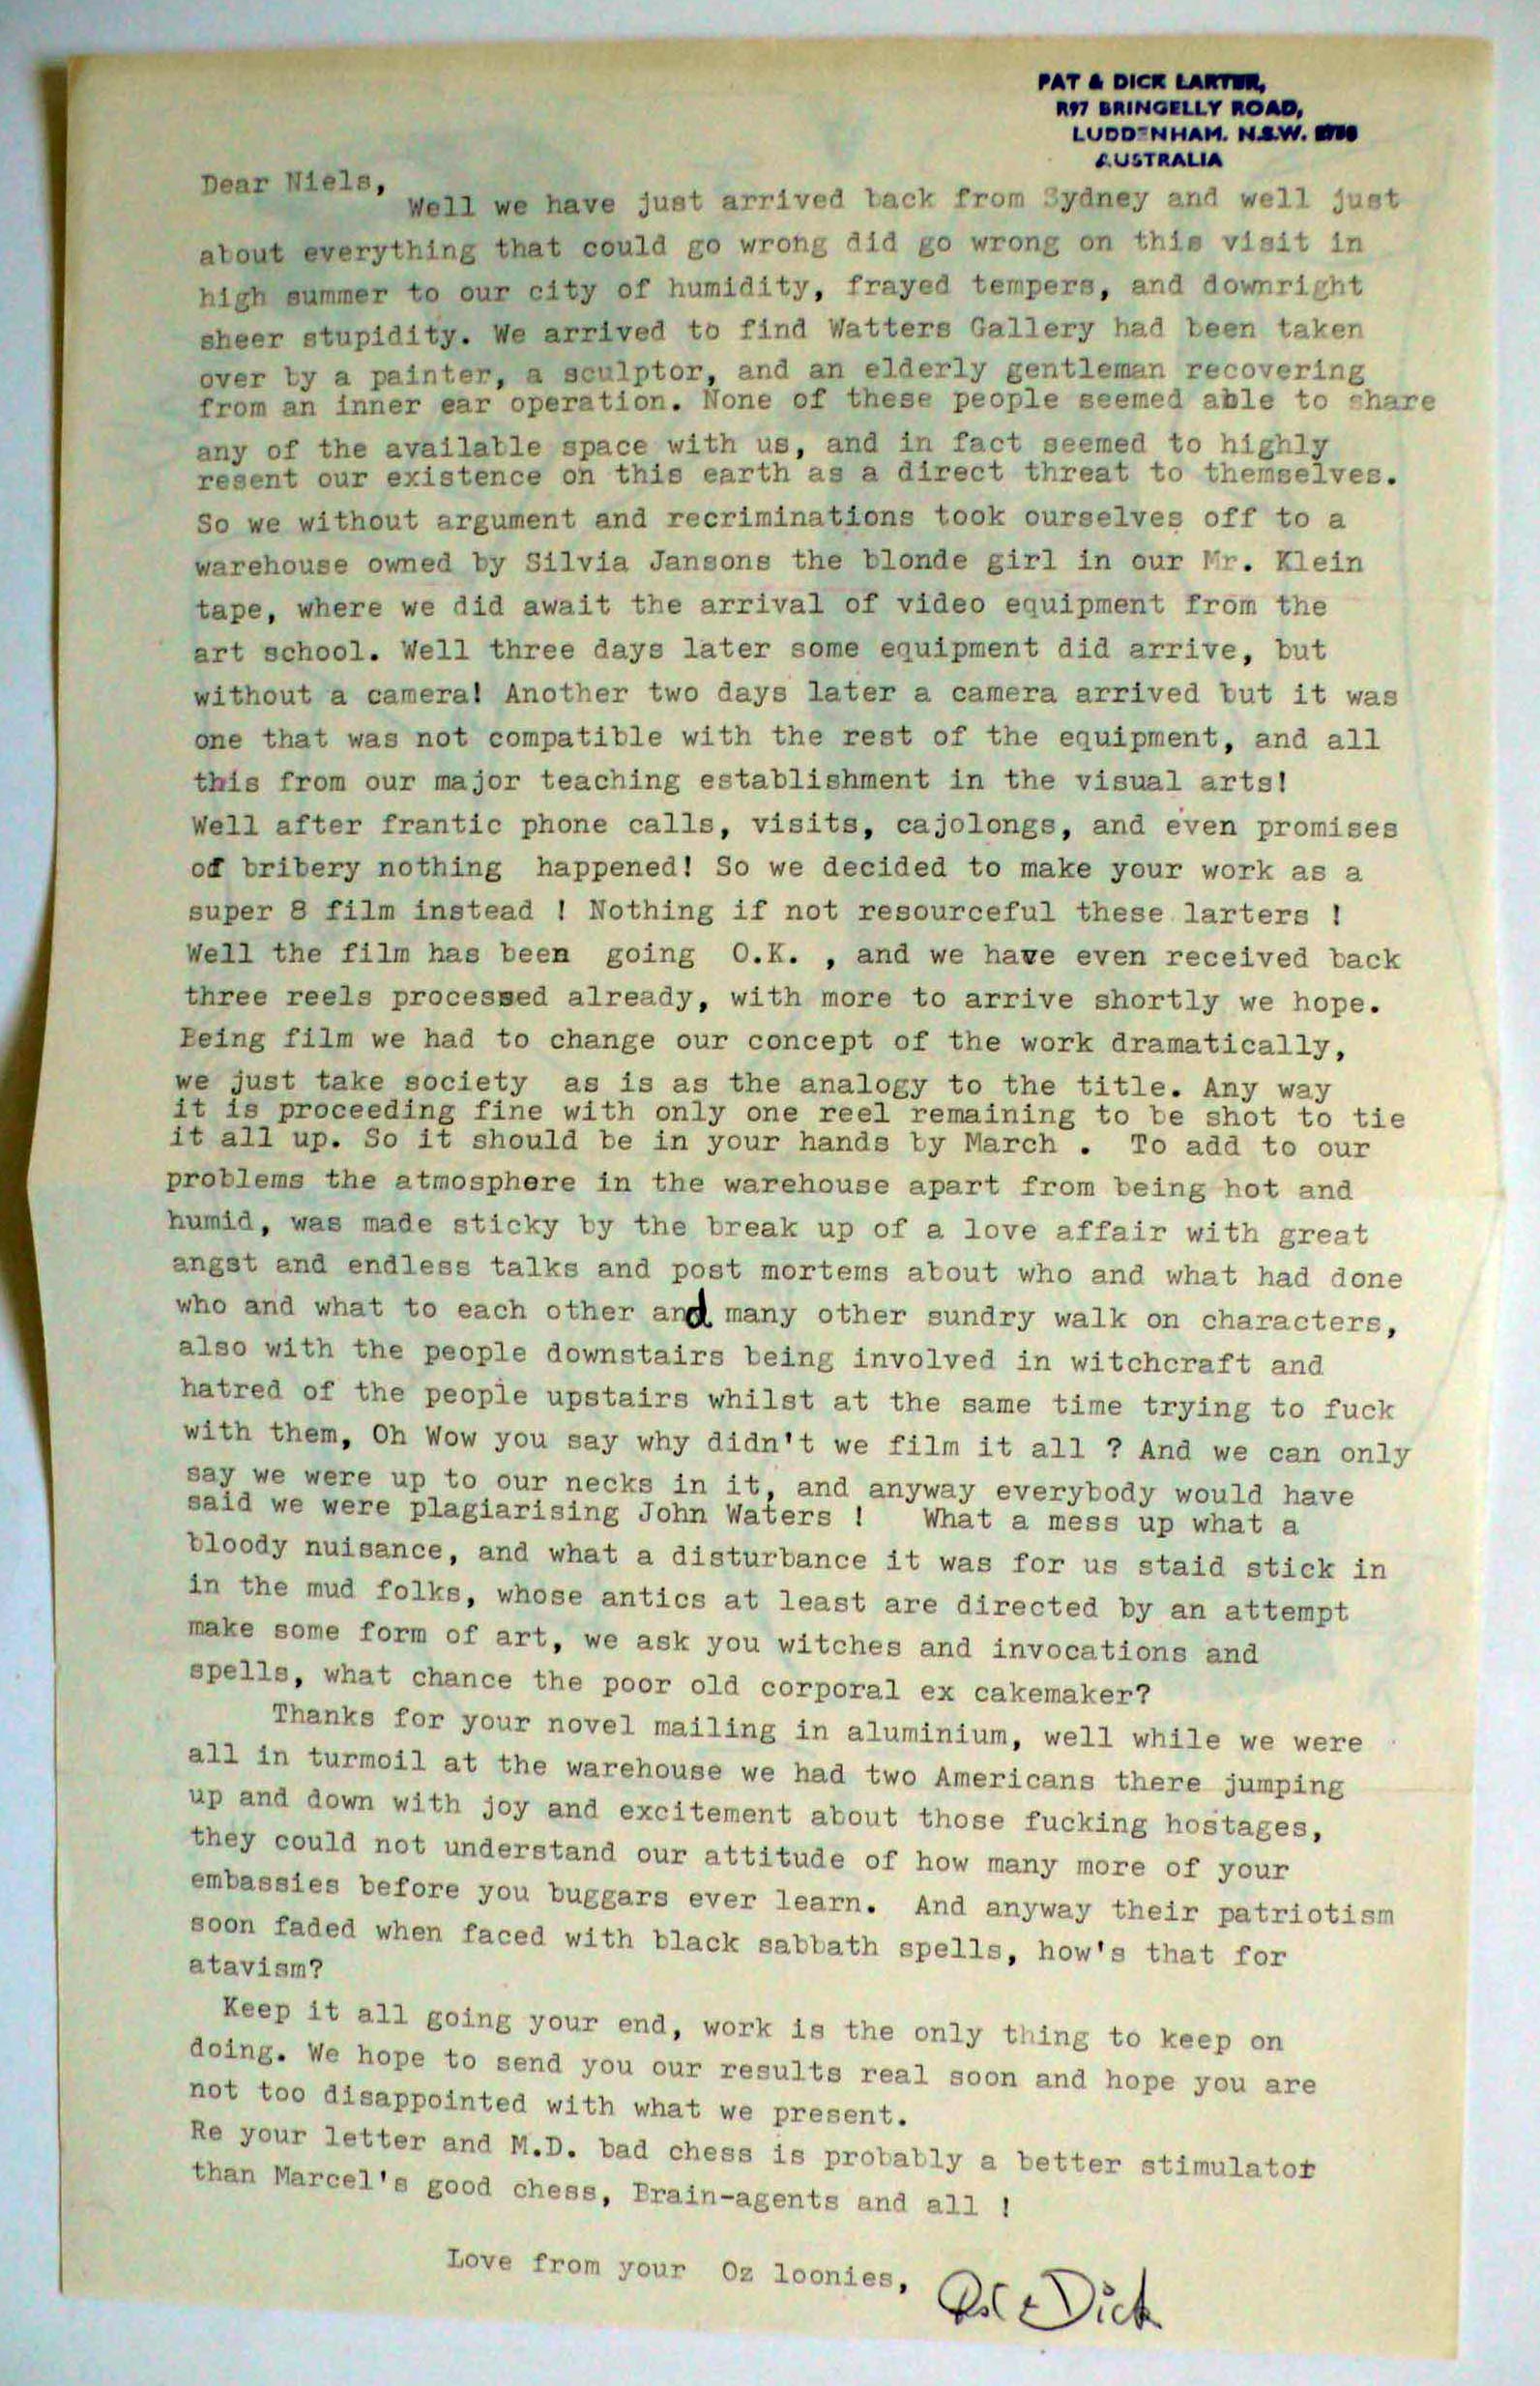 PAT & DICK LARTER,
R97 BRINGELLY ROAD,
LUDDENHAM. N.S.W.
AUSTRALIA
Dear Niels,
Well we have just arrived back from Sydney and well just
about everything that could go wrong did go wrong on this visit in
high summer to our city of humidity, frayed tempers, and downright
sheer stupidity. We arrived to find Watters Gallery had been taken
over by a painter, a sculptor, and an elderly gentleman recovering
from an inner ear operation. None of these people seemed able to share
any of the available space with us, and in fact seemed to highly
resent our existence on this earth as a direct threat to themselves.
So we without argument and recriminations took ourselves off to a
warehouse owned by Silvia Jansons the blonde girl in our Mr. Klein
tape, where we did await the arrival of video equipment from the
art school. Well three days later some equipment did arrive, but
without a camera! Another two days later a camera arrived but it was
one that was not compatible with the rest of the equipment, and all
this from our major teaching establishment in the visual arts!
Well after frantic phone calls, visits, cajolongs, and even promises
of bribery nothing happened! So we decided to make your work as a
super 8 film instead ! Nothing if not resourceful these larters !
Well the film has been going O.K. , and we have even received back
three reels processed already, with more to arrive shortly we hope.
Being film we had to change our concept of the work dramatically,
we just take society as is as the analogy to the title. Any way
it is proceeding fine with only one reel remaining to be shot to tie
it all up. So it should be in your hands by March . To add to our
problems the atmosphere in the warehouse apart from being hot and
humid, was made sticky by the break up of a love affair with great
angst and endless talks and post mortems about who and what had done
who and what to each other and many other sundry walk on characters,
also with the people downstairs being involved in witchcraft and
hatred of the people upstairs whilst at the same time trying to fuck
with them, Oh Wow you say why didn't we film it all ? And we can only
say we were up to our necks in it, and anyway everybody would have
said we were plagiarising John Waters ! What a mess up what a
bloody nuisance, and what a disturbance it was for us staid stick in
in the mud folks, whose antics at least are directed by an attempt
make some form of art, we ask you witches and invocations and
spells, what chance the poor old corporal ex cakemaker?
Thanks for your novel mailing in aluminium, well while we were
all in turmoil at the warehouse we had two Americans there jumping
up and down with joy and excitement about those fucking hostages,
they could not understand our attitude of how many more of your
embassies before you buggars ever learn. And anyway their patriotism
soon faded when faced with black sabbath spells, how's that for
atavism?
Keep it all going your end, work is the only thing to keep on
doing. We hope to send you our results real soon and hope you are
not too disappointed with what we present.
Re your letter and M.D. bad chess is probably a better stimulator
than Marcel's good chess, Brain-agents and all !
Love from your Oz loonies,
Pat & Dick